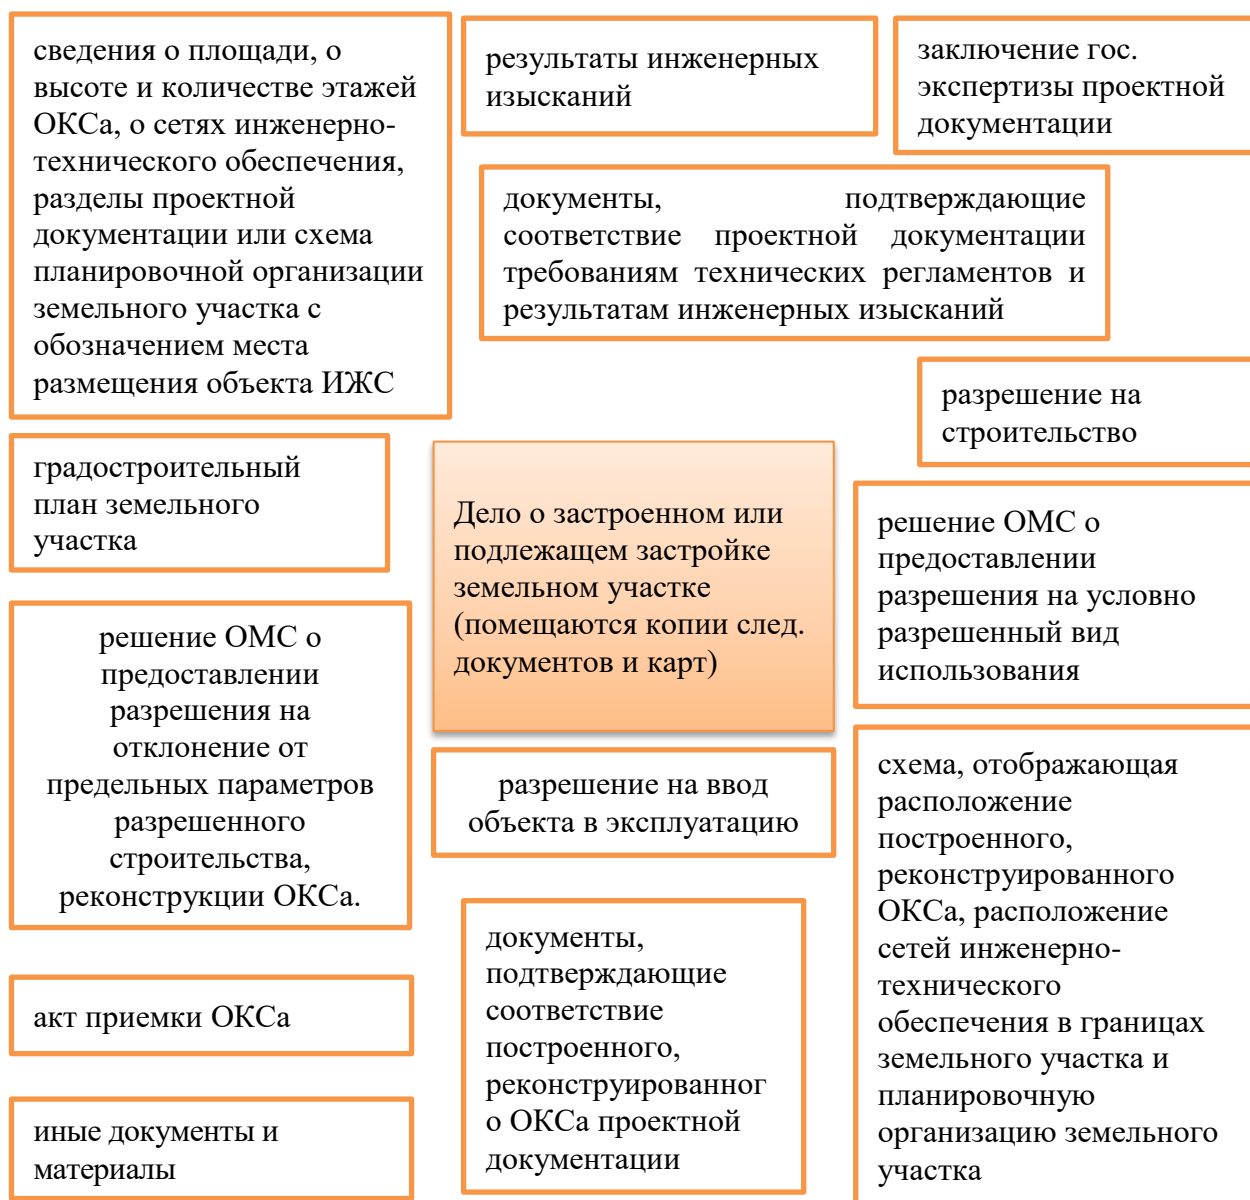 сведения о площади, о
высоте и количестве этажей
ОКСа, о сетях инженерно-
технического обеспечения,
разделы проектной
документации или схема
планировочной организации
земельного участка с
обозначением места
размещения объекта ИЖС
результаты инженерных
изысканий
заключение гос.
экспертизы проектной
документации
документы, подтверждающие
соответствие проектной документации
требованиям технических регламентов и
результатам инженерных изысканий
разрешение на
строительство
градостроительный
план земельного
участка
Дело о застроенном или
подлежащем застройке
земельном участке
(помещаются копии след.
документов и карт)
решение ОМС о
предоставлении
разрешения на условно
разрешенный вид
использования
решение ОМС о
предоставлении
разрешения на
отклонение от
предельных параметров
разрешенного
строительства,
реконструкции ОКСа.
разрешение на ввод
объекта в эксплуатацию
схема, отображающая
расположение
построенного,
реконструированного
ОКСа, расположение
сетей инженерно-
технического
обеспечения в границах
земельного участка и
планировочную
организацию земельного
участка
документы,
подтверждающие
соответствие
построенного,
реконструированног
о ОКСа проектной
документации
акт приемки ОКСа
иные документы и
материалы